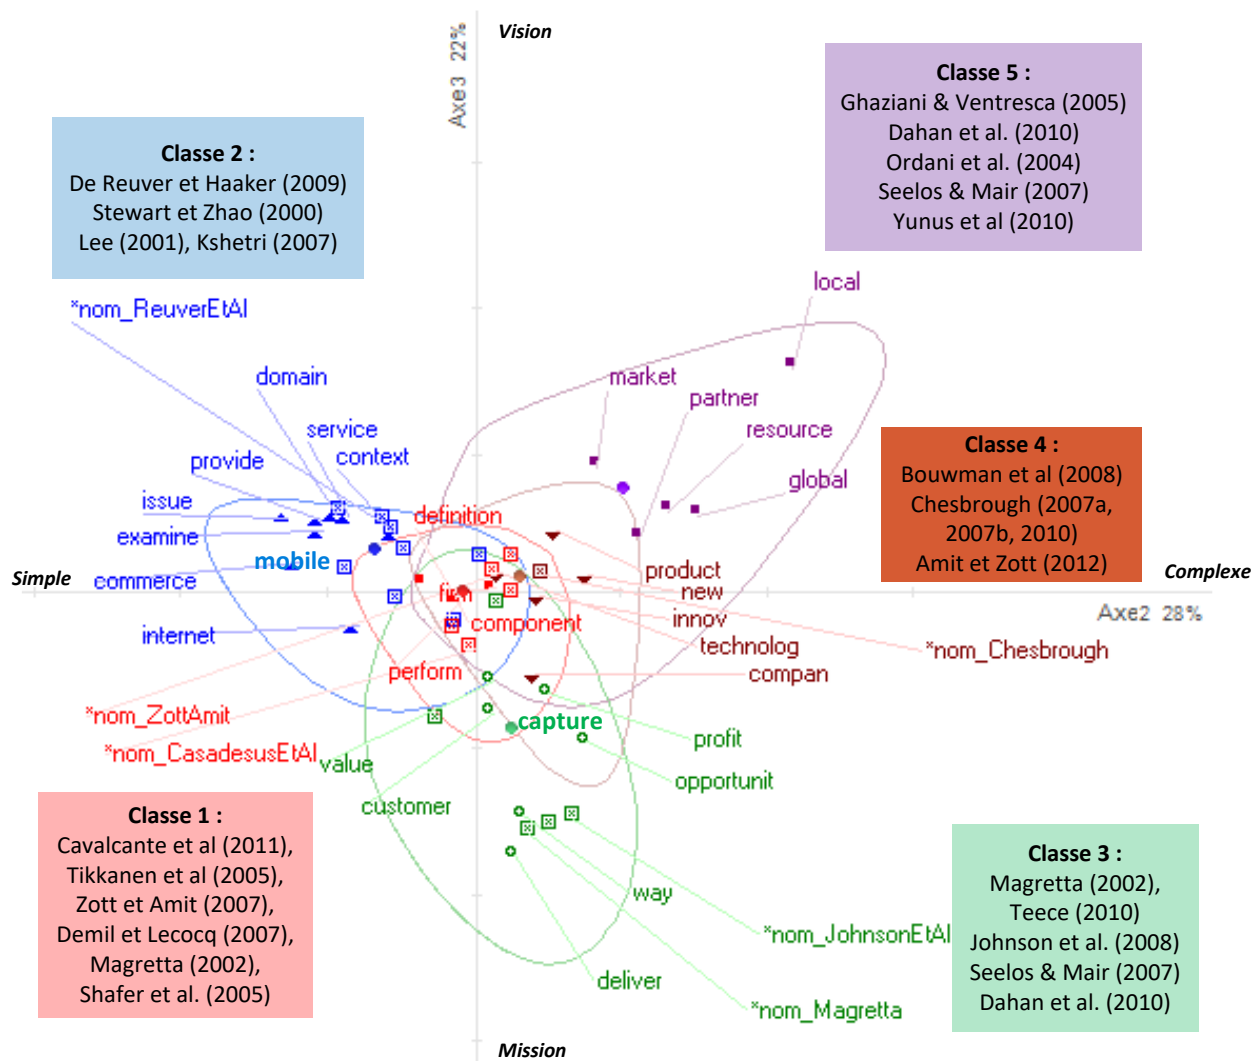 Vision
Axe3 22%
Classe 5 :
Ghaziani & Ventresca (2005)
Dahan et al. (2010)
Ordani et al. (2004)
Seelos & Mair (2007)
Yunus et al (2010)
Classe 2 :
De Reuver et Haaker (2009)
Stewart et Zhao (2000)
Lee (2001), Kshetri (2007)
*nom_ReuverEtAl
local
domain
market
partner
service
resource
context
provide
global
issue
definition
examine
mobile
commerce
Classe 4 :
Bouwman et al (2008)
Chesbrough (2007a,
2007b, 2010)
Amit et Zott (2012)
Simple
Complexe
Axe2 28%
product
new
firm
innov
component
internet
technolog
*nom_Chesbrough
perform
compan
*nom_ZottAmit
capture
profit
*nom_CasadesusEtAl
value
opportunit
customer
Classe 1 :
Cavalcante et al (2011),
Tikkanen et al (2005),
Zott et Amit (2007),
Demil et Lecocq (2007),
Magretta (2002),
Shafer et al. (2005)
way
*nom_JohnsonEtAl
deliver
*nom_Magretta
Classe 3 :
Magretta (2002),
Teece (2010)
Johnson et al. (2008)
Seelos & Mair (2007)
Dahan et al. (2010)
Mission